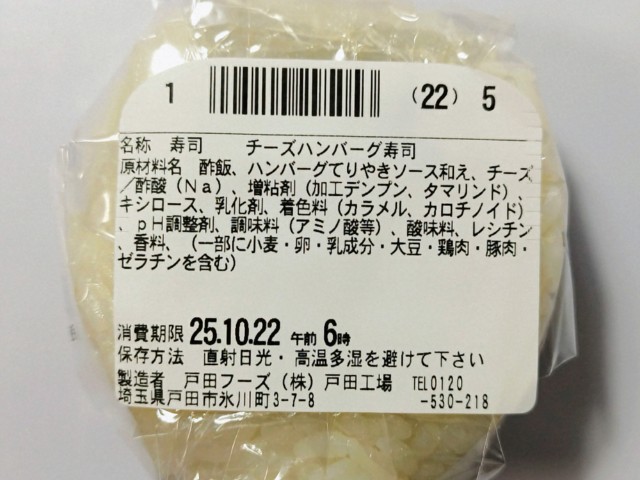 1 (22) 5
名称 寿司 チーズハンバーグ寿司
原材料名 酢飯、ハンバーグてりやきソース和え、チーズ
／酢酸（Na）、増粘剤（加工デンプン、タマリンド）、
キシロース、乳化剤、着色料（カラメル、カロチノイド）
、pH調整剤、調味料（アミノ酸等）、酸味料、レシチン
、香料、（一部に小麦・卵・乳成分・大豆・鶏肉・豚肉・
ゼラチンを含む）
消費期限 25.10.22 午前 6時
保存方法 直射日光・高温多湿を避けて下さい
製造者 戸田フーズ（株）戸田工場 TEL0120
埼玉県戸田市氷川町3-7-8 -530-218